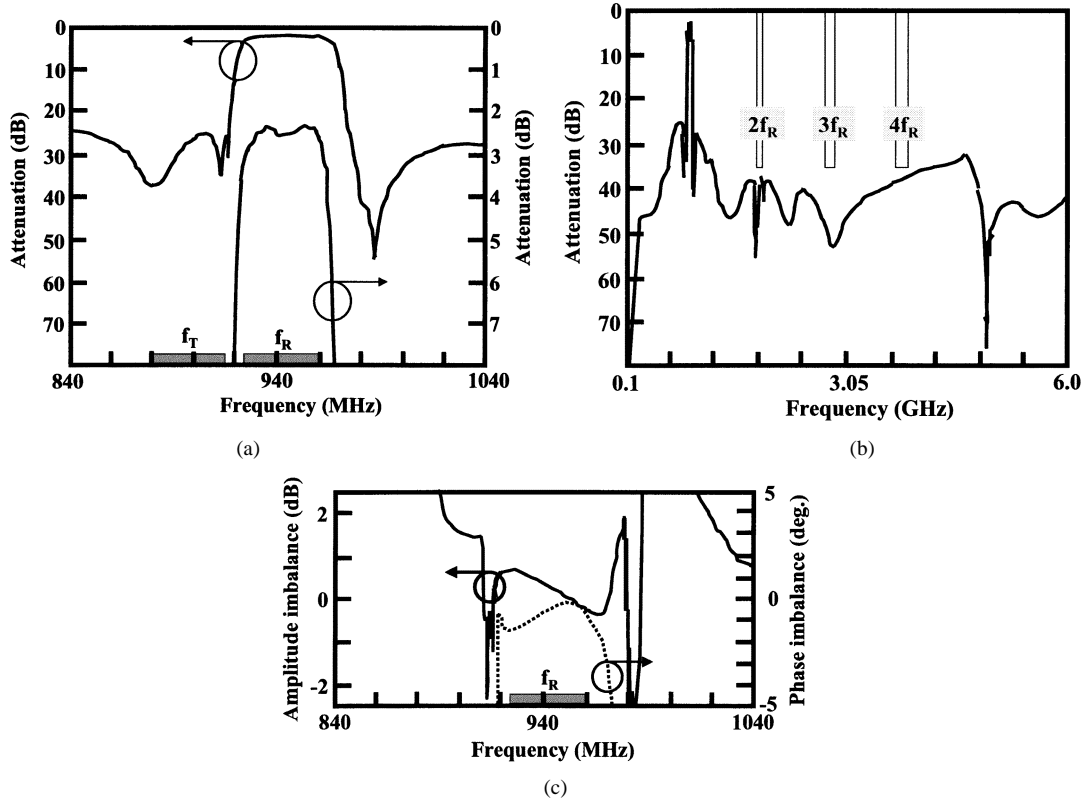 0
10
20
30
40
50
60
70
Attenuation (dB)
0
1
2
3
4
5
6
7
Attenuation (dB)
f_T
f_R
840
940
1040
Frequency (MHz)
(a)
0
10
20
30
40
50
60
70
Attenuation (dB)
2f_R
3f_R
4f_R
0.1
3.05
6.0
Frequency (GHz)
(b)
Amplitude imbalance (dB)
2
0
-2
5
0
-5
Phase imbalance (deg.)
f_R
840
940
1040
Frequency (MHz)
(c)